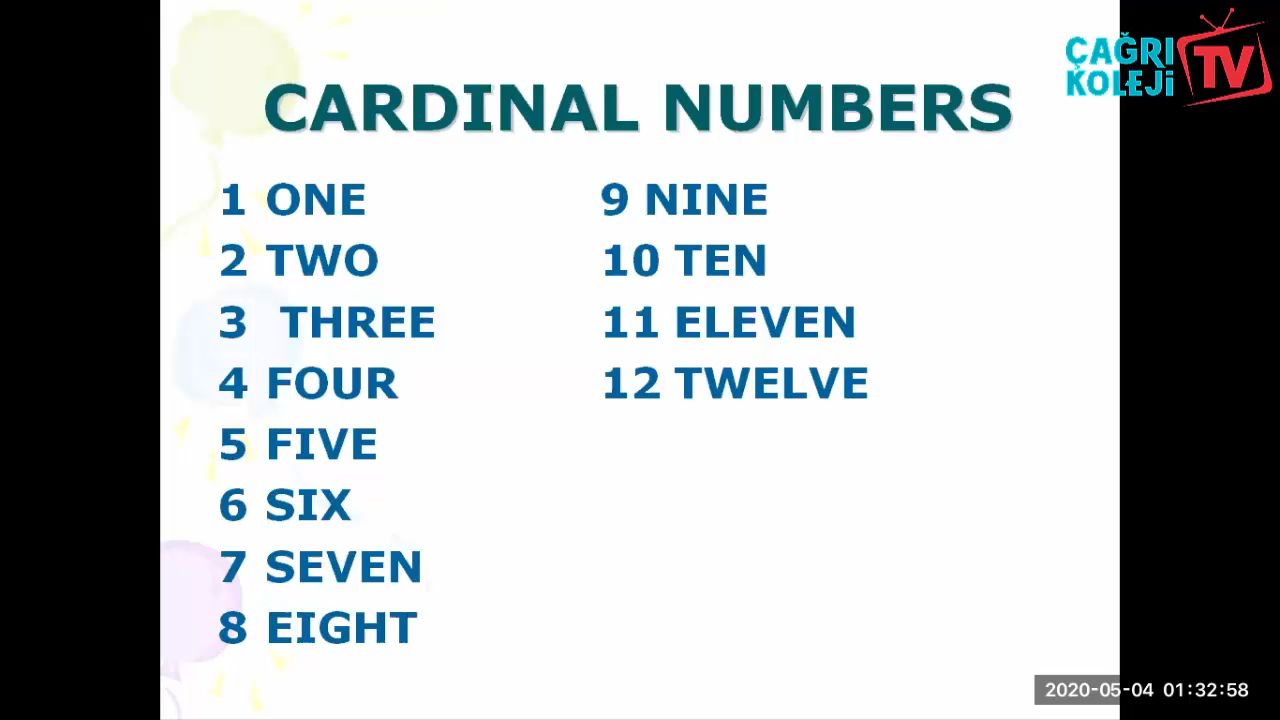 ÇAĞRI
KOLEJİ
TV
CARDINAL NUMBERS
1 ONE
2 TWO
3 THREE
4 FOUR
5 FIVE
6 SIX
7 SEVEN
8 EIGHT
9 NINE
10 TEN
11 ELEVEN
12 TWELVE
2020-05-04 01:32:58